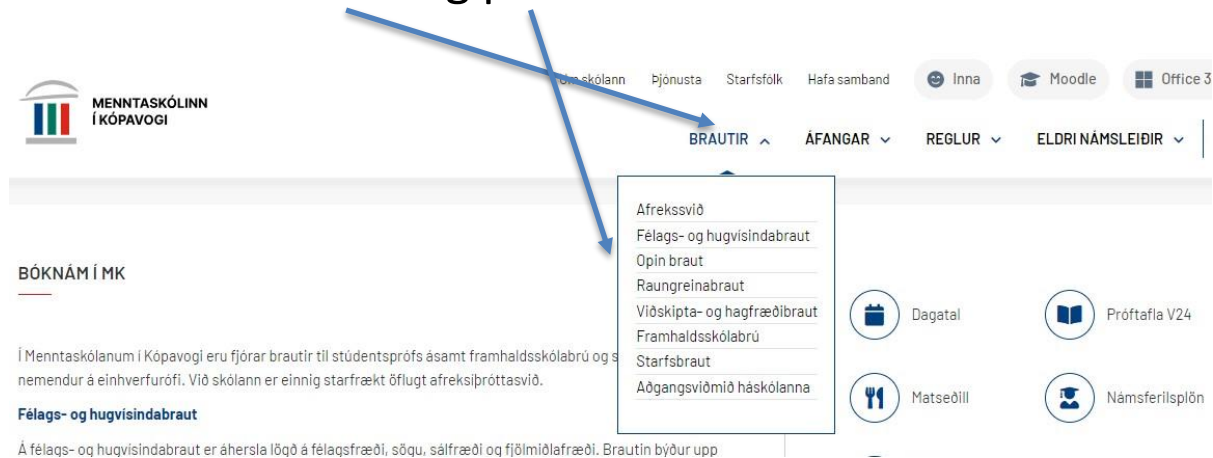 Um skólann Þjónusta Starfsfólk Hafa samband Inna Moodle Office 3
MENNTASKÓLINN
Í KÓPAVOGI
BRAUTIR ÁFANGAR REGLUR ELDRI NÁMSLEIÐIR
Afrekssvið
Félags- og hugvísindabraut
Opin braut
Raungreinabraut
Viðskipta- og hagfræðibraut
Framhaldsskólabrú
Starfsbraut
Aðgangsviðmið háskólanna
BÓKNÁM Í MK
Í Menntaskólanum í Kópavogi eru fjórar brautir til stúdentsprófs ásamt framhaldsskólabrú og s
nemendur á einhverfurófi. Við skólann er einnig starfrækt öflugt afreksíþróttasvið.
Félags- og hugvísindabraut
Á félags- og hugvísindabraut er áhersla lögð á félagsfræði, sögu, sálfræði og fjölmiðlafræði. Brautin býður upp
Dagatal
Próftafla V24
Matseðill
Námsferilsplön